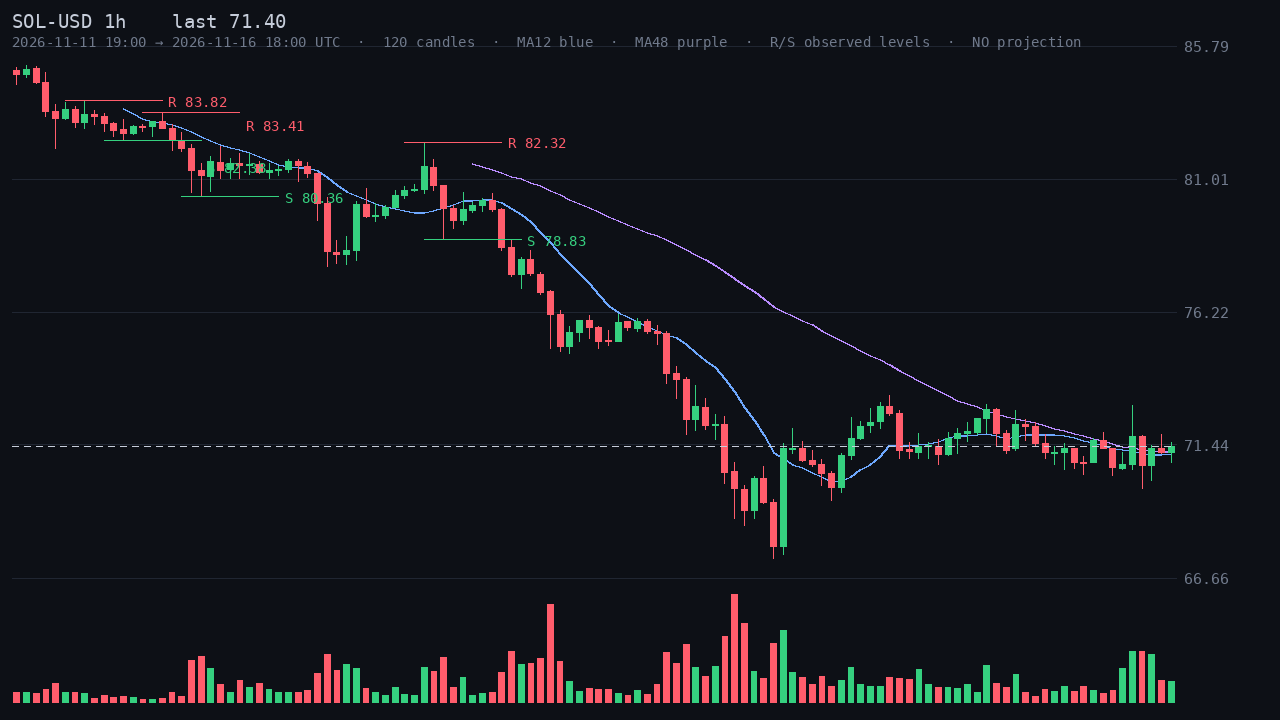 SOL-USD 1h    last 71.40
2026-11-11 19:00 → 2026-11-16 18:00 UTC  ·  120 candles  ·  MA12 blue  ·  MA48 purple  ·  R/S observed levels  ·  NO projection
85.79
R 83.82
R 83.41
R 82.32
81.01
S 80.36
S 78.83
76.22
71.44
66.66